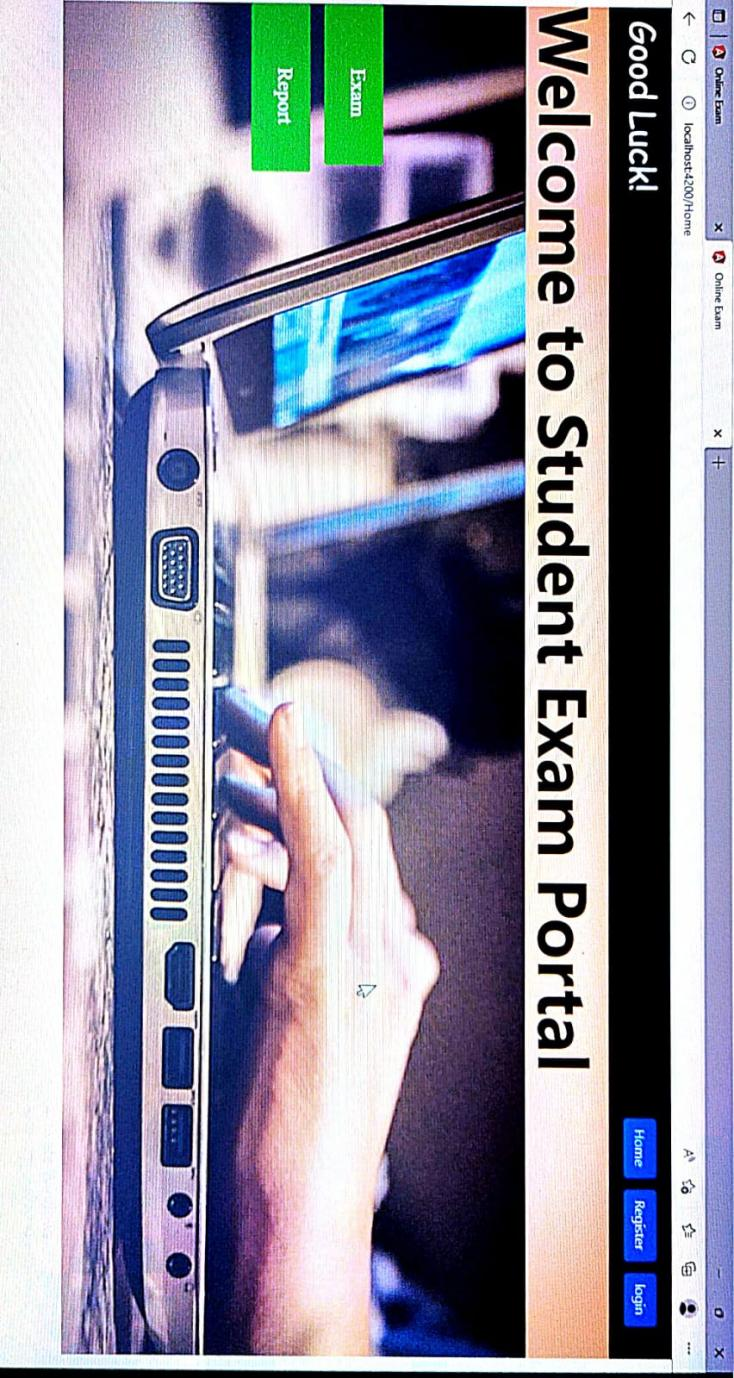 Online Exam
Online Exam
localhost:4200/Home
Good Luck!
Home
Register
login
Welcome to Student Exam Portal
Exam
Report